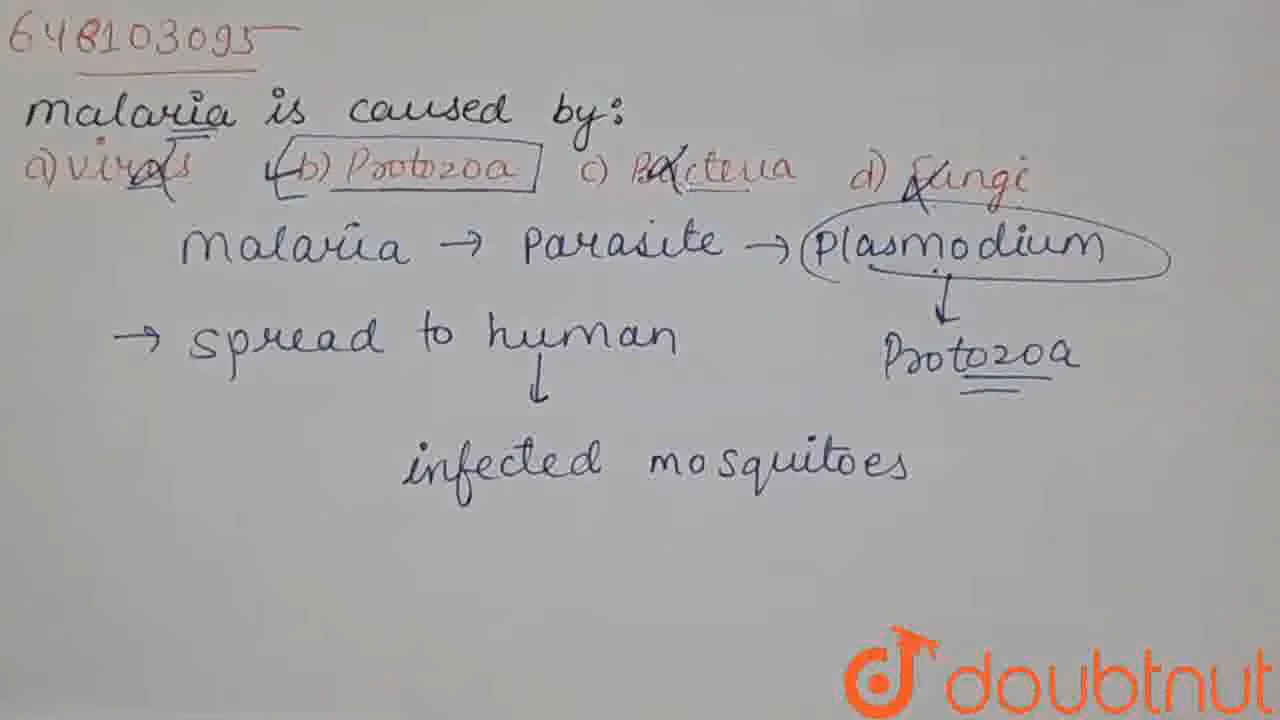 648103095
malaria is caused by:
a) virus b) Protozoa c) Bacteria d) fungi
malaria → Parasite → Plasmodium
→ spread to human
Protozoa
infected mosquitoes
doubtnut